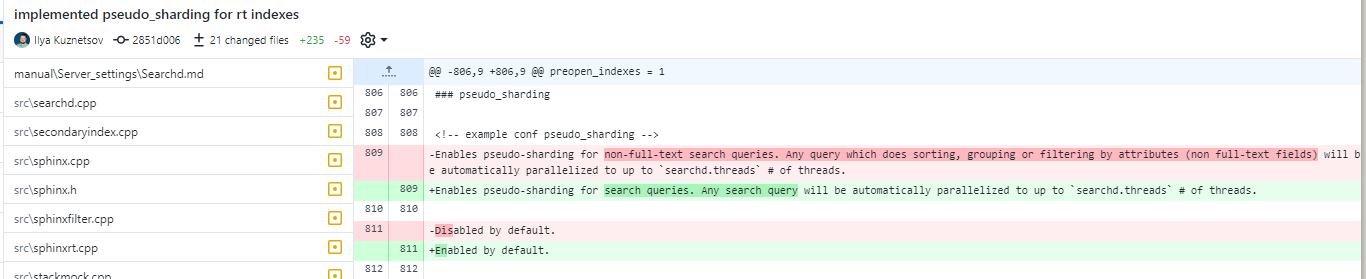 implemented pseudo_sharding for rt indexes
Ilya Kuznetsov 2851d006 21 changed files +235 -59
manual\Server_settings\Searchd.md
src\searchd.cpp
src\secondaryindex.cpp
src\sphinx.cpp
src\sphinx.h
src\sphinxfilter.cpp
src\sphinxrt.cpp
src\stackmock.cpp
@@ -806,9 +806,9 @@ preopen_indexes = 1
806 806 ### pseudo_sharding
807 807
808 808 <!-- example conf pseudo_sharding -->
809 -Enables pseudo-sharding for non-full-text search queries. Any query which does sorting, grouping or filtering by attributes (non full-text fields) will b
e automatically parallelized to up to `searchd.threads` # of threads.
809 +Enables pseudo-sharding for search queries. Any search query will be automatically parallelized to up to `searchd.threads` # of threads.
810 810
811 -Disabled by default.
811 +Enabled by default.
812 812